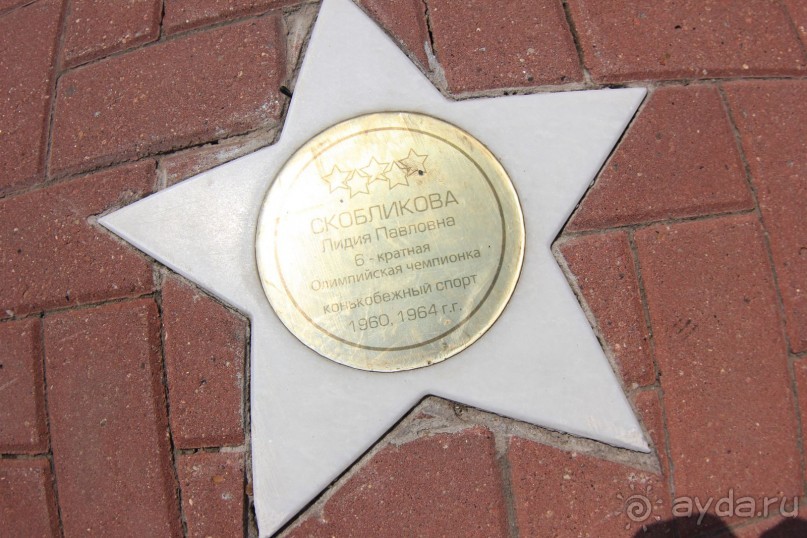 СКОБЛИКОВА
Лидия Павловна
6 - кратная
Олимпийская чемпионка
конькобежный спорт
1960, 1964 г.г.
ayda.ru